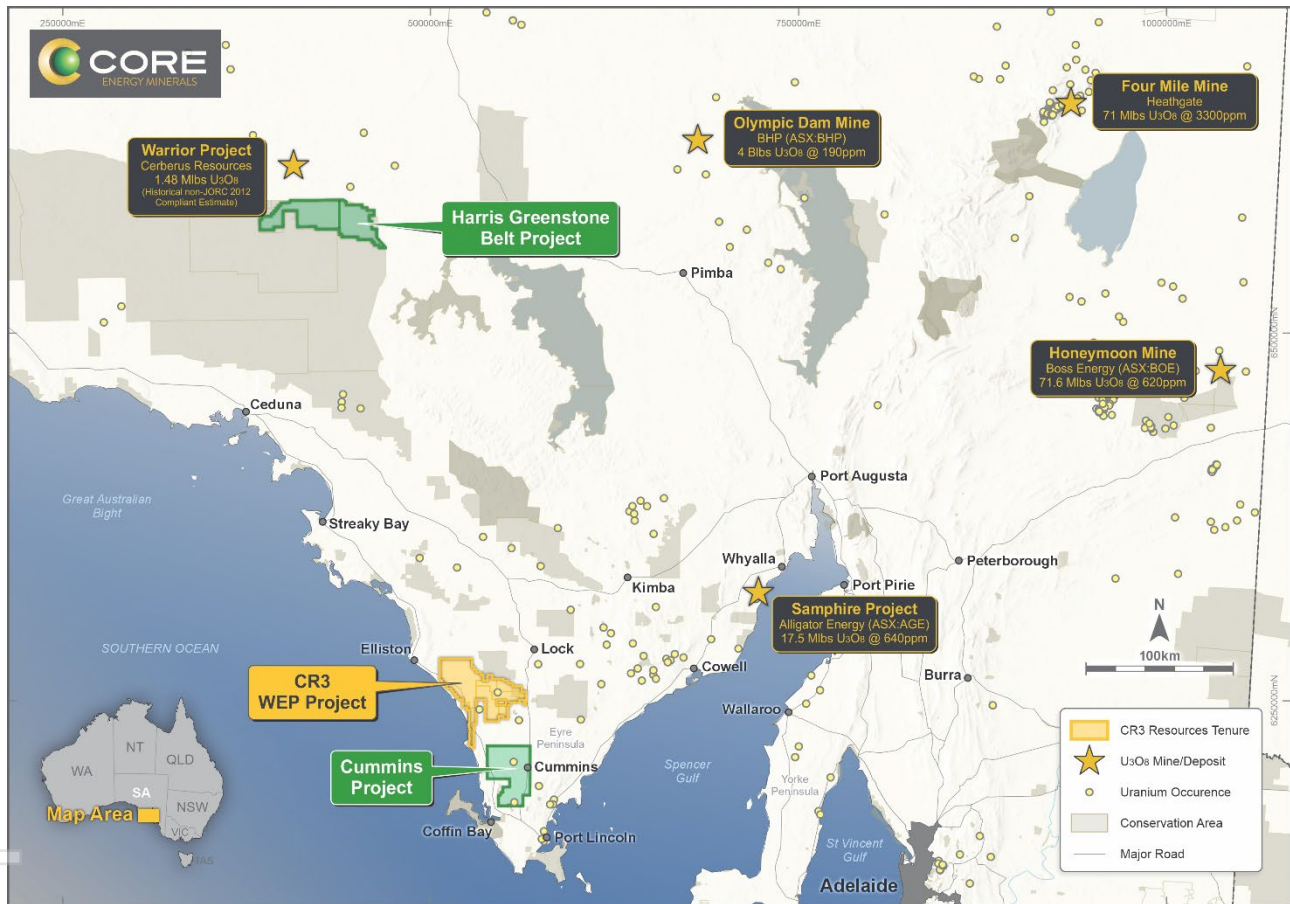 250000mE
500000mE
750000mE
1000000mE
CORE
ENERGY MINERALS
Four Mile Mine
Heathgate
71 Mlbs U₃O₈ @ 3300ppm
Olympic Dam Mine
BHP (ASX:BHP)
4 Blbs U₃O₈ @ 190ppm
Warrior Project
Cerberus Resources
1.48 Mlbs U₃O₈
(Historical non-JORC 2012
Compliant Estimate)
Harris Greenstone
Belt Project
Pimba
6500000mN
Honeymoon Mine
Boss Energy (ASX:BOE)
71.6 Mlbs U₃O₈ @ 620ppm
Ceduna
Port Augusta
Great Australian
Bight
Streaky Bay
Whyalla
Peterborough
Kimba
Port Pirie
Samphire Project
Alligator Energy (ASX:AGE)
17.5 Mlbs U₃O₈ @ 640ppm
N
100km
SOUTHERN OCEAN
Elliston
Lock
Cowell
Burra
CR3
WEP Project
Wallaroo
6250000mN
Eyre
Peninsula
Cummins
Project
Cummins
Spencer
Gulf
Yorke
Peninsula
Coffin Bay
Port Lincoln
St Vincent
Gulf
Adelaide
WA
NT
QLD
SA
NSW
VIC
TAS
Map Area
CR3 Resources Tenure
U₃O₈ Mine/Deposit
Uranium Occurence
Conservation Area
Major Road